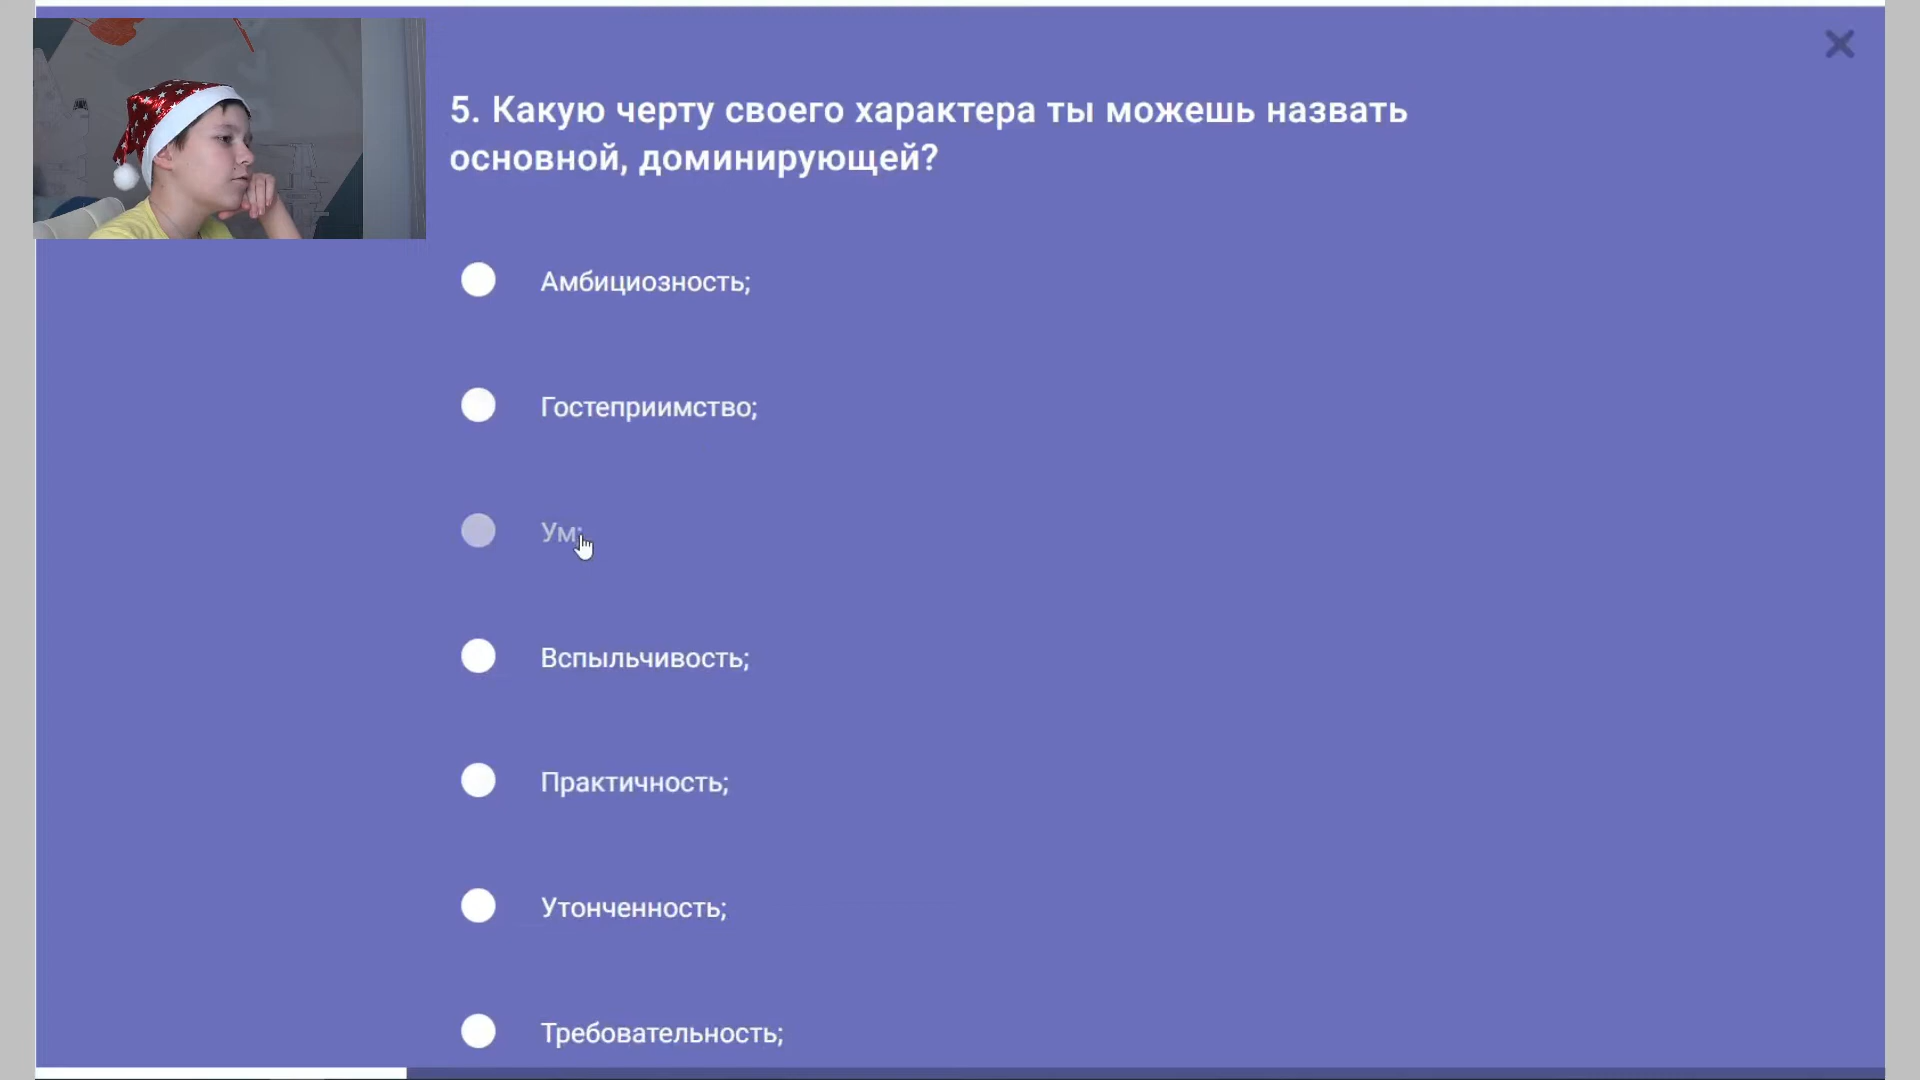 5. Какую черту своего характера ты можешь назвать
основной, доминирующей?
Амбициозность;
Гостеприимство;
Ум;
Вспыльчивость;
Практичность;
Утонченность;
Требовательность;